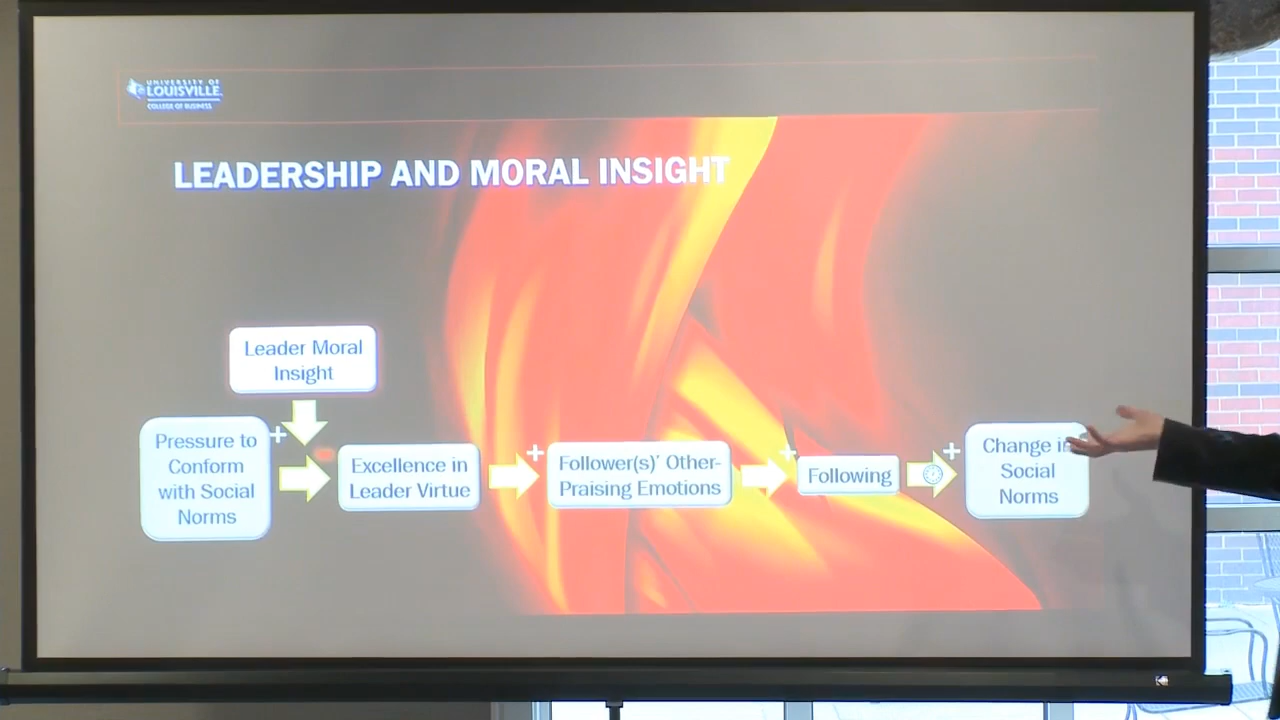 UNIVERSITY OF
LOUISVILLE
COLLEGE OF BUSINESS
LEADERSHIP AND MORAL INSIGHT
Leader Moral
Insight
Pressure to
Conform
with Social
Norms
+
-
Excellence in
Leader Virtue
+
Follower(s)' Other-
Praising Emotions
+
Following
+
Change in
Social
Norms